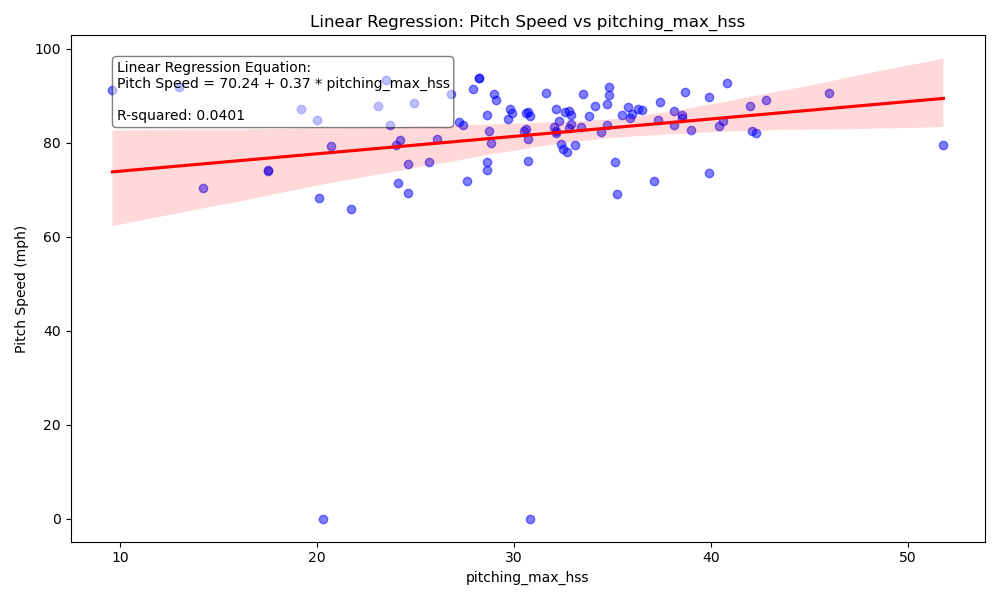 Linear Regression: Pitch Speed vs pitching_max_hss
Linear Regression Equation:
Pitch Speed = 70.24 + 0.37 * pitching_max_hss
R-squared: 0.0401
100
80
60
40
20
0
Pitch Speed (mph)
10 20 30 40 50
pitching_max_hss